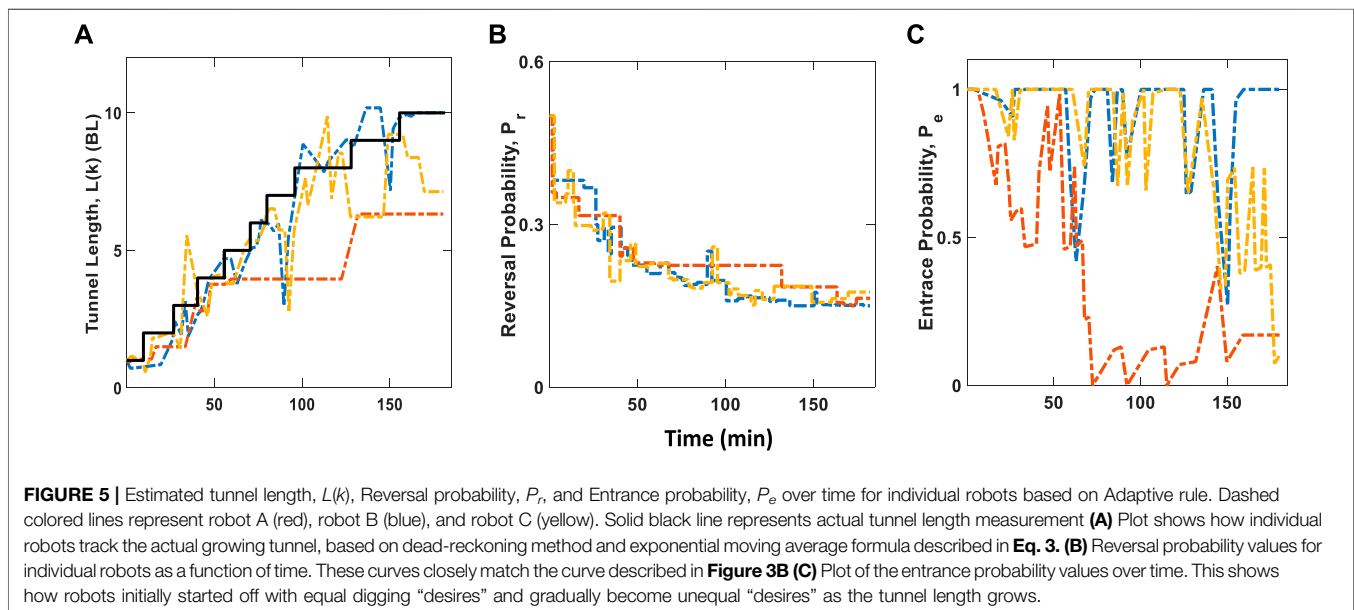 A
B
C
Tunnel Length, L(k) (BL)
10
5
0
50
100
150
Reversal Probability, P_r
0.6
0.3
0
50
100
150
Time (min)
Entrace Probability, P_e
1
0.5
0
50
100
150
FIGURE 5 | Estimated tunnel length, L(k), Reversal probability, P_r, and Entrance probability, P_e over time for individual robots based on Adaptive rule. Dashed
colored lines represent robot A (red), robot B (blue), and robot C (yellow). Solid black line represents actual tunnel length measurement (A) Plot shows how individual
robots track the actual growing tunnel, based on dead-reckoning method and exponential moving average formula described in Eq. 3. (B) Reversal probability values for
individual robots as a function of time. These curves closely match the curve described in Figure 3B (C) Plot of the entrance probability values over time. This shows
how robots initially started off with equal digging “desires” and gradually become unequal “desires” as the tunnel length grows.